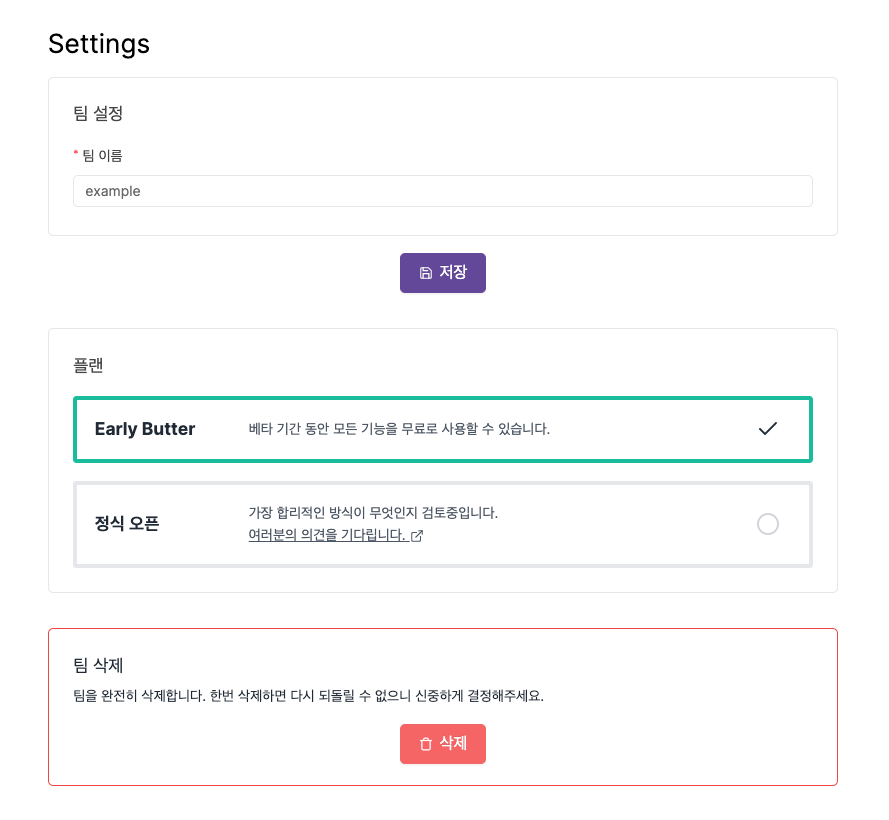 Settings
팀 설정
* 팀 이름
example
저장
플랜
Early Butter
베타 기간 동안 모든 기능을 무료로 사용할 수 있습니다.
정식 오픈
가장 합리적인 방식이 무엇인지 검토중입니다.
여러분의 의견을 기다립니다.
팀 삭제
팀을 완전히 삭제합니다. 한번 삭제하면 다시 되돌릴 수 없으니 신중하게 결정해주세요.
삭제